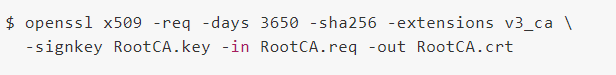 $ openssl x509 -req -days 3650 -sha256 -extensions v3_ca \
-signkey RootCA.key -in RootCA.req -out RootCA.crt